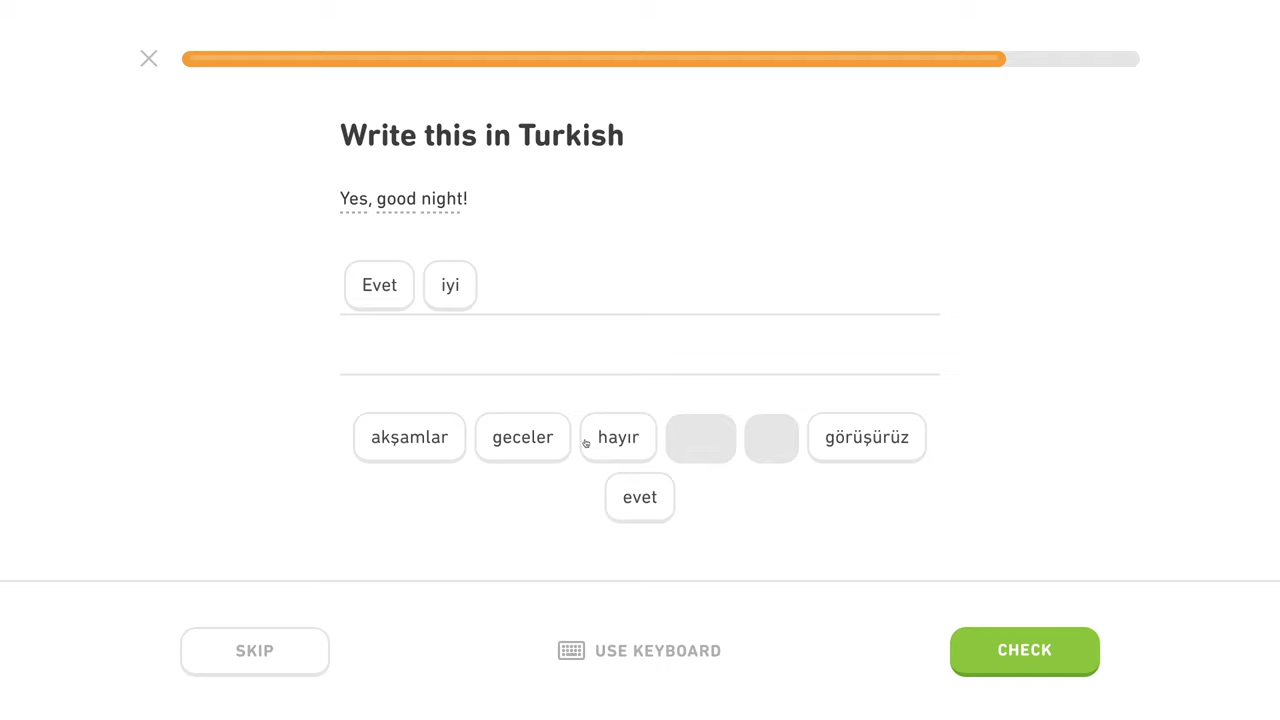 Write this in Turkish
Yes, good night!
Evet iyi
akşamlar geceler hayır görüşürüz
evet
SKIP USE KEYBOARD CHECK